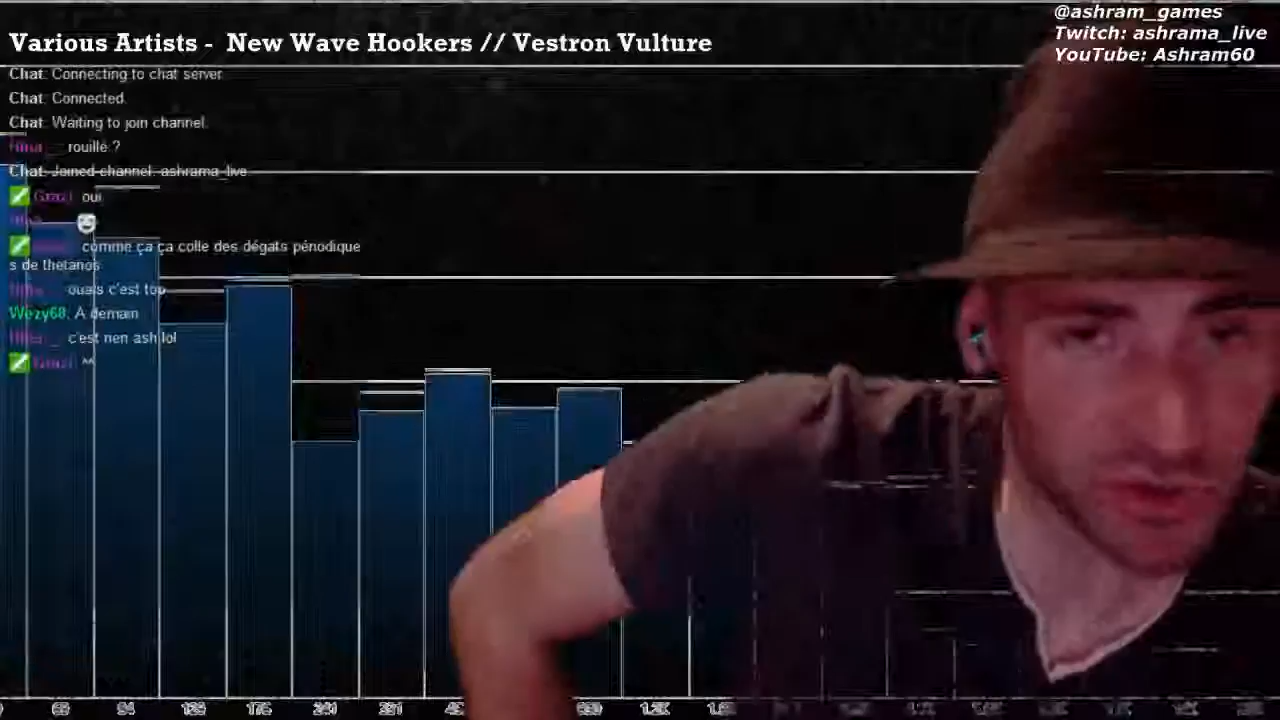 Various Artists -  New Wave Hookers // Vestron Vulture
@ashram_games
Twitch: ashrama_live
YouTube: Ashram60
Chat: Connecting to chat server
Chat: Connected.
Chat: Waiting to join channel.
rouille ?
Chat: Joined channel: ashrama_live
Grazl: oui
comme ça ça colle des dégats périodique
s de thetanos
ouais c'est top
Wezy68: A demain
c'est nen ash lol
Grazl: ^^